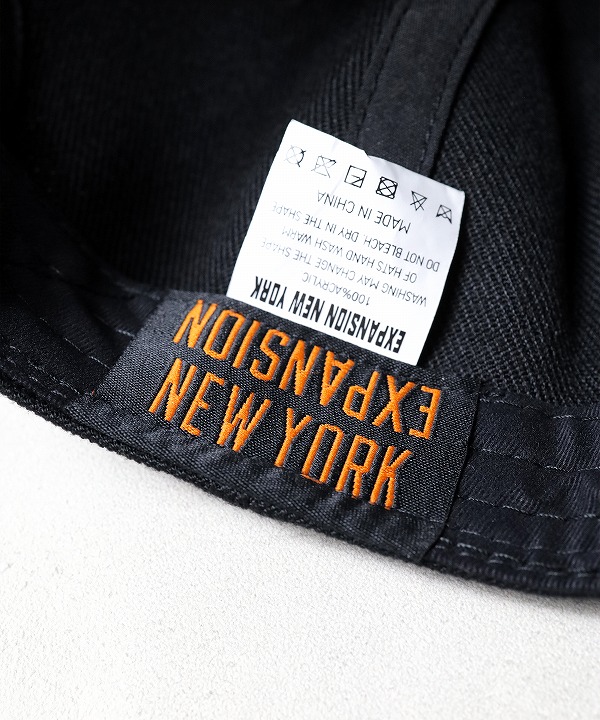 EXPANSION
NEW YORK
EXPANSION NEW YORK
100%ACRYLIC
WASHING MAY CHANGE THE SHAPE
OF HATS HAND WASH WARM
DO NOT BLEACH. DRY IN THE SHAPE
MADE IN CHINA